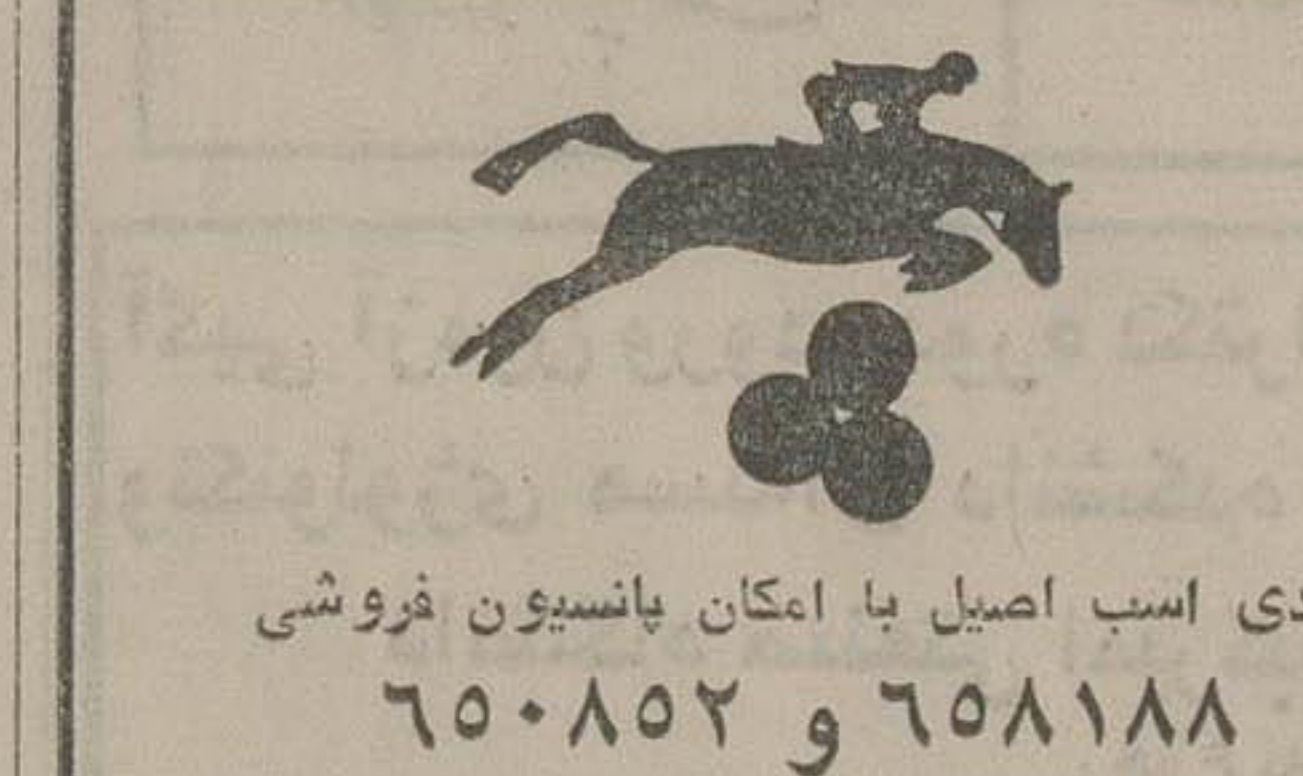 اسب اصیل با امکان پانسیون فروشی
٦٥٨١٨٨ و ٦٥٠٨٥٢